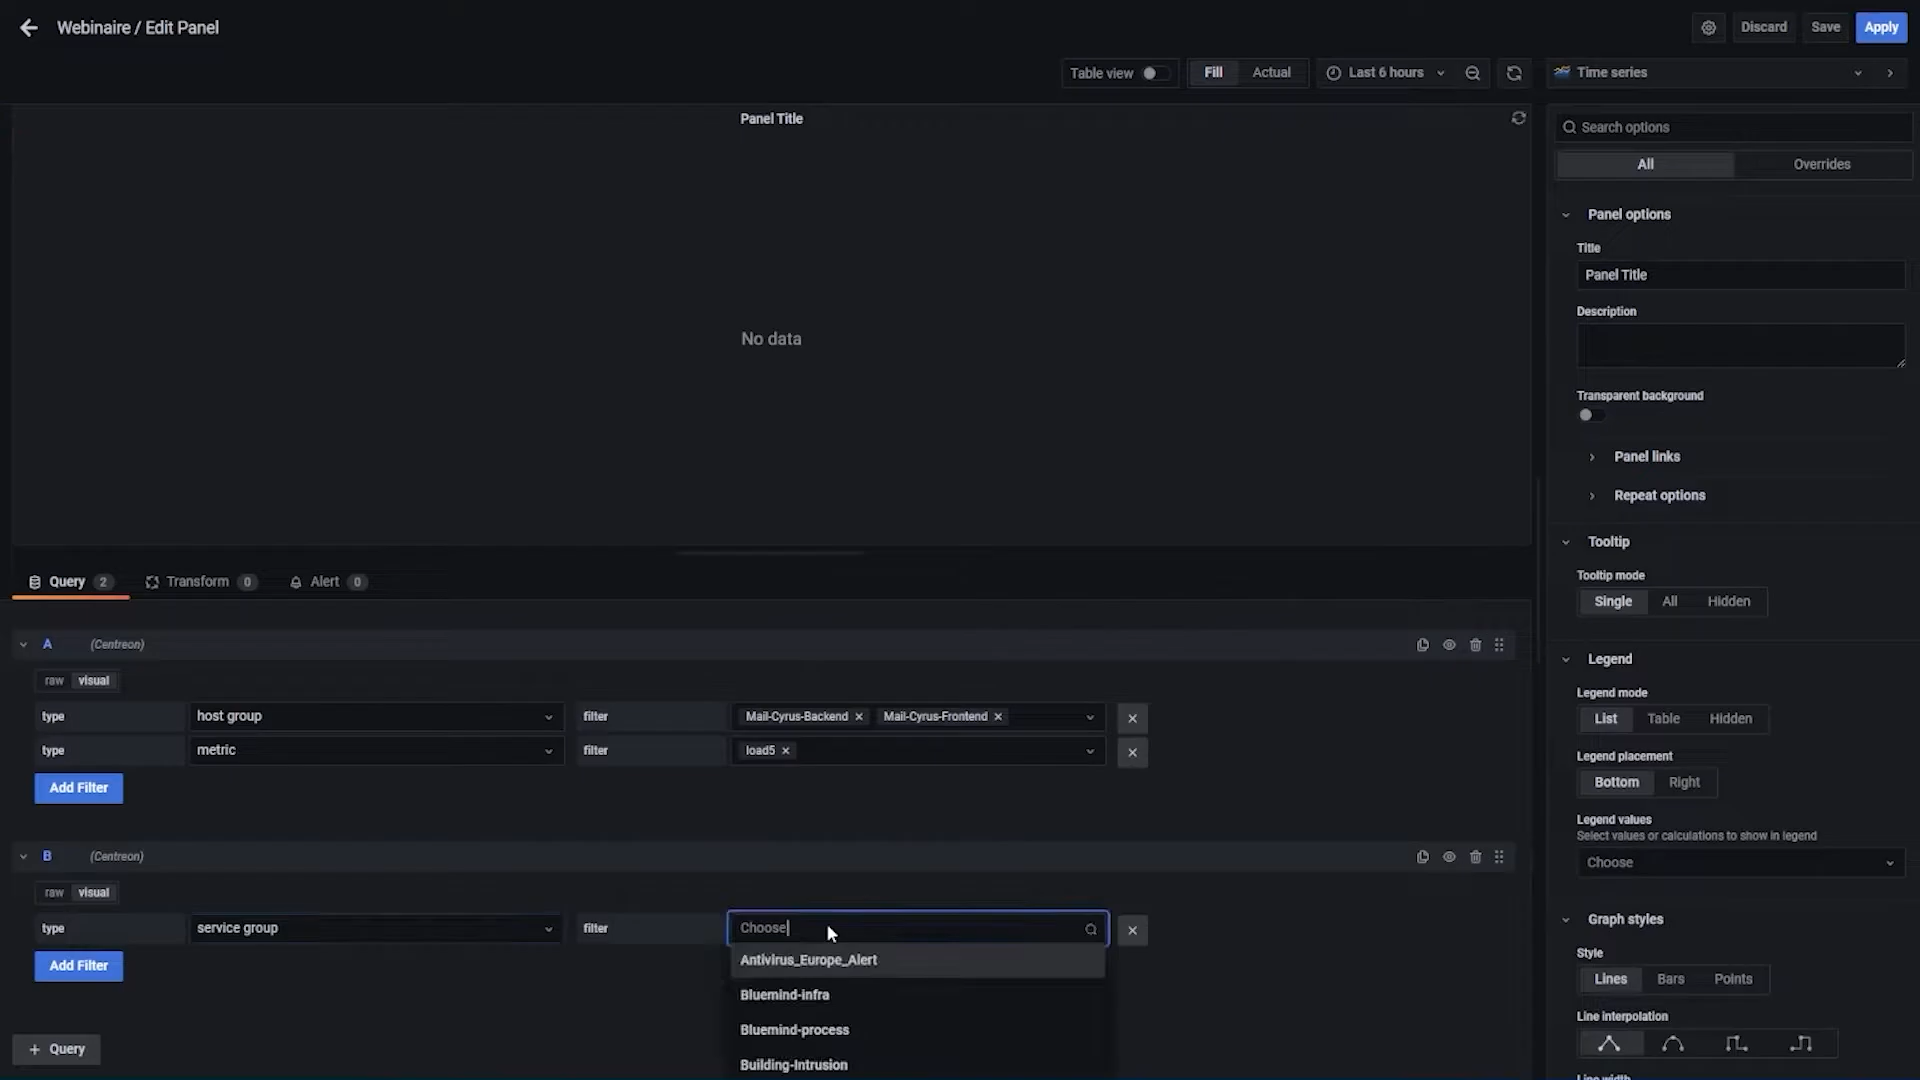 Webinaire / Edit Panel
Discard
Save
Apply
Table view
Fill
Actual
Last 6 hours
Time series
Panel Title
Search options
All
Overrides
Panel options
Title
Panel Title
Description
No data
Transparent background
Panel links
Repeat options
Tooltip
Tooltip mode
Single
All
Hidden
Query 2
Transform 0
Alert 0
A (Centreon)
raw visual
type host group filter Mail-Cyrus-Backend × Mail-Cyrus-Frontend ×
type metric filter load5 ×
Add Filter
Legend
Legend mode
List
Table
Hidden
Legend placement
Bottom
Right
Legend values
Select values or calculations to show in legend
Choose
B (Centreon)
raw visual
type service group filter Choose
Add Filter
Antivirus_Europe_Alert
Bluemind-infra
Bluemind-process
Building-Intrusion
+ Query
Graph styles
Style
Lines
Bars
Points
Line interpolation
Line width